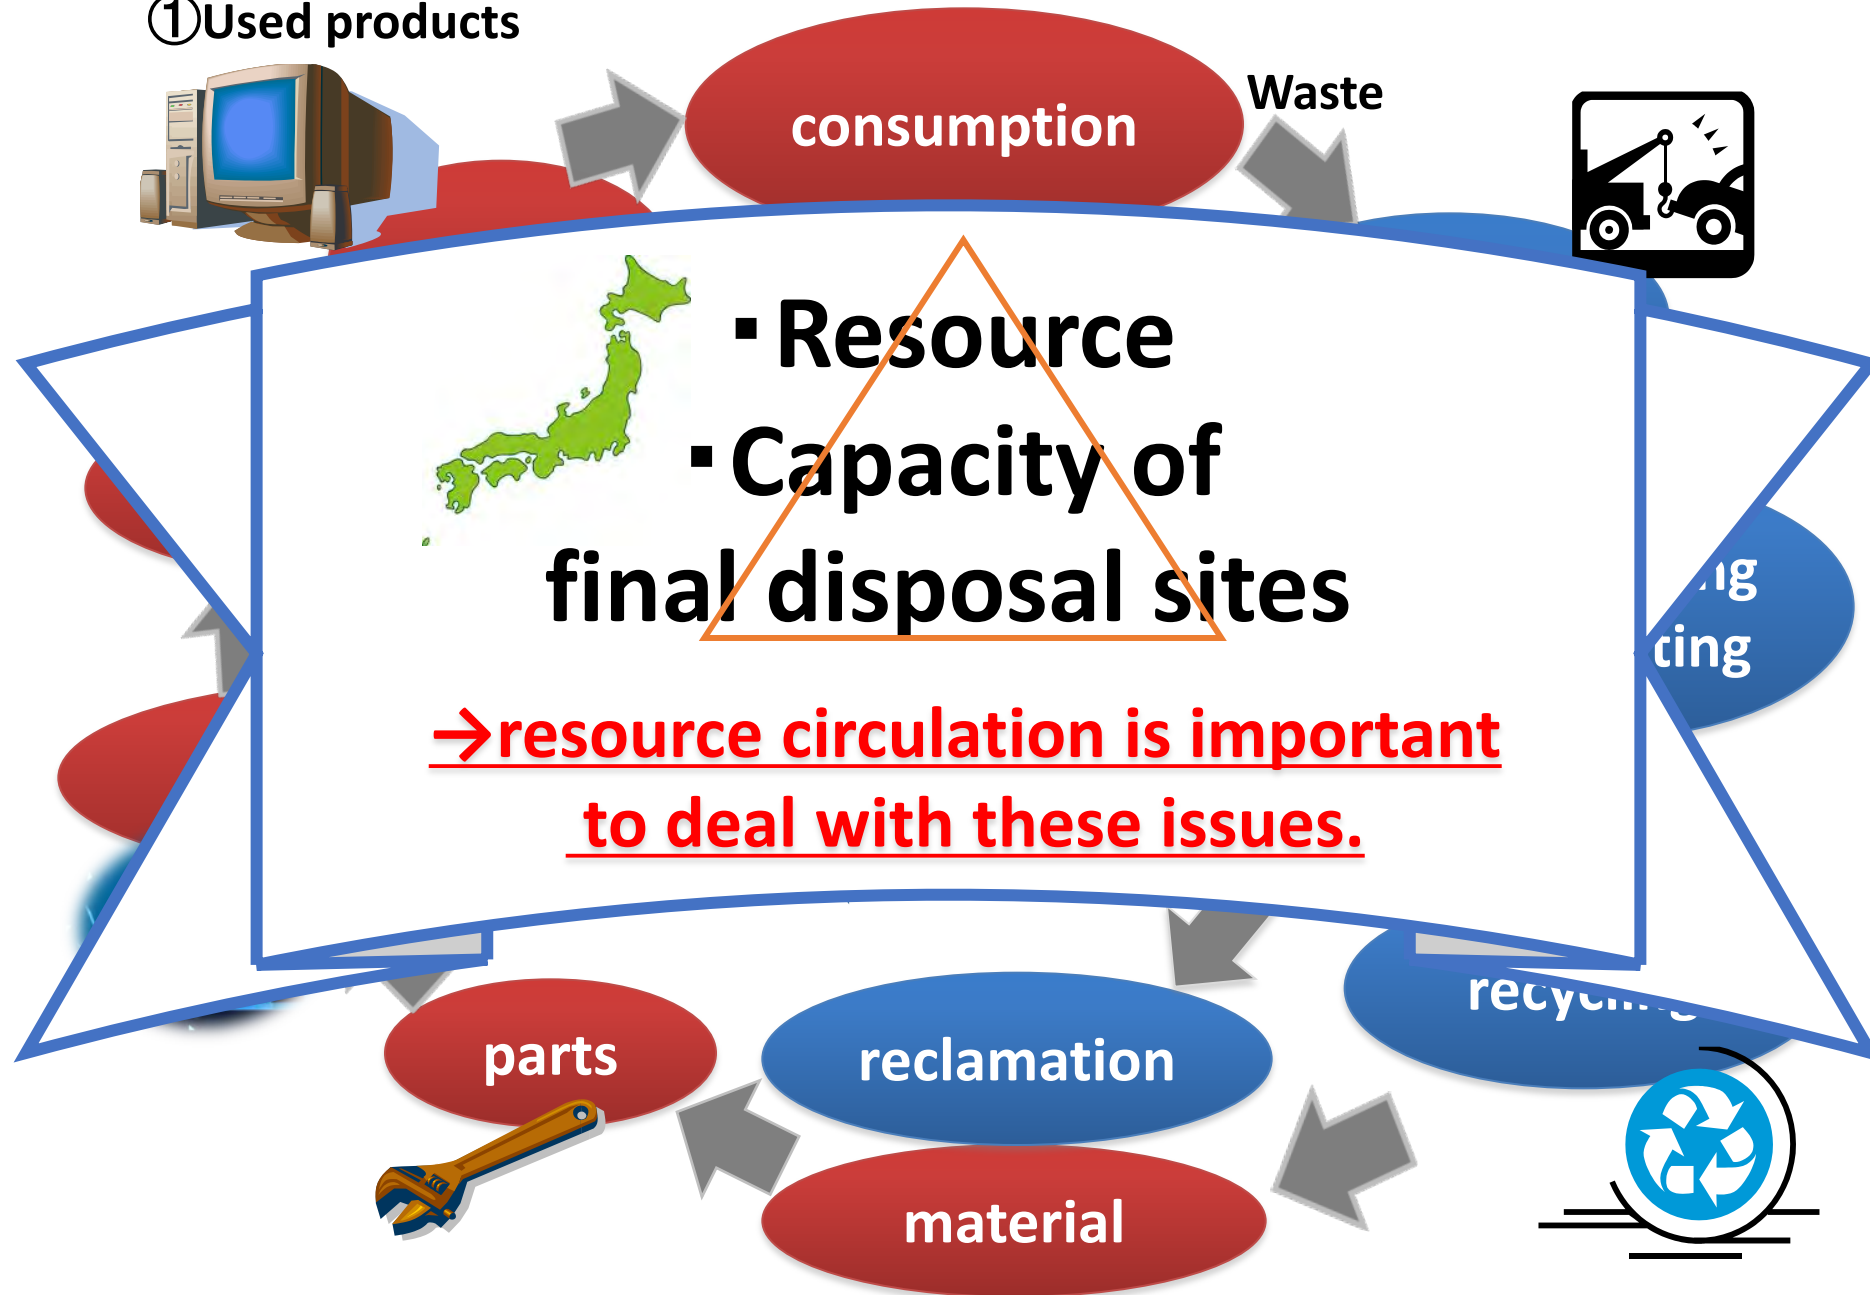 ①Used products
consumption
Waste
・Resource
・Capacity of
final disposal sites
→resource circulation is important
to deal with these issues.
recycling
parts
reclamation
material